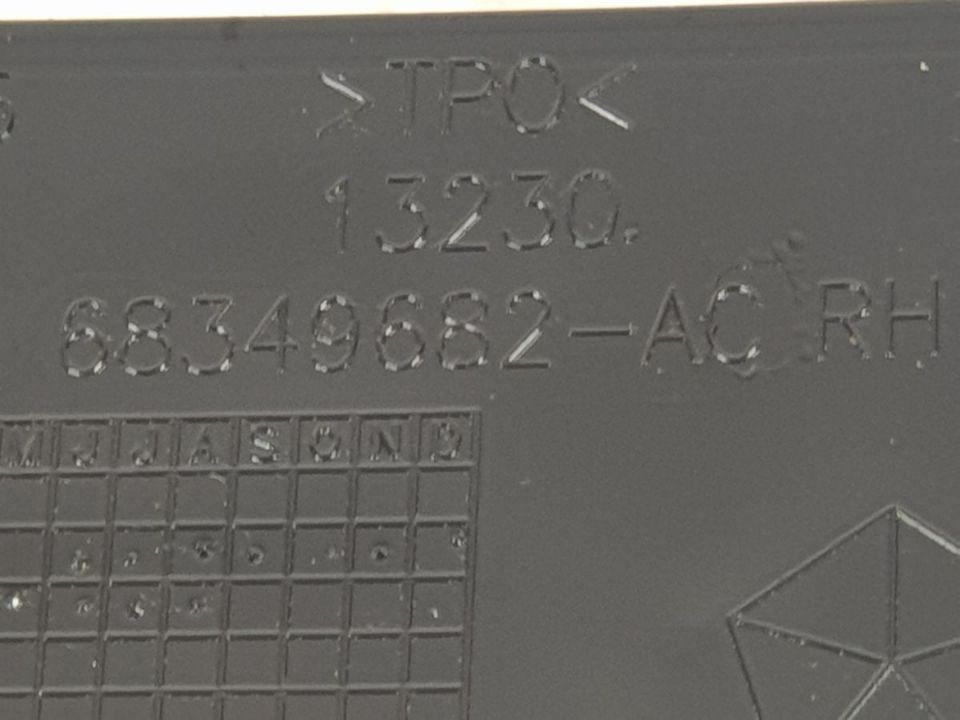 >TPO<
13230.
68349682-AC RH
M J J A S O N D